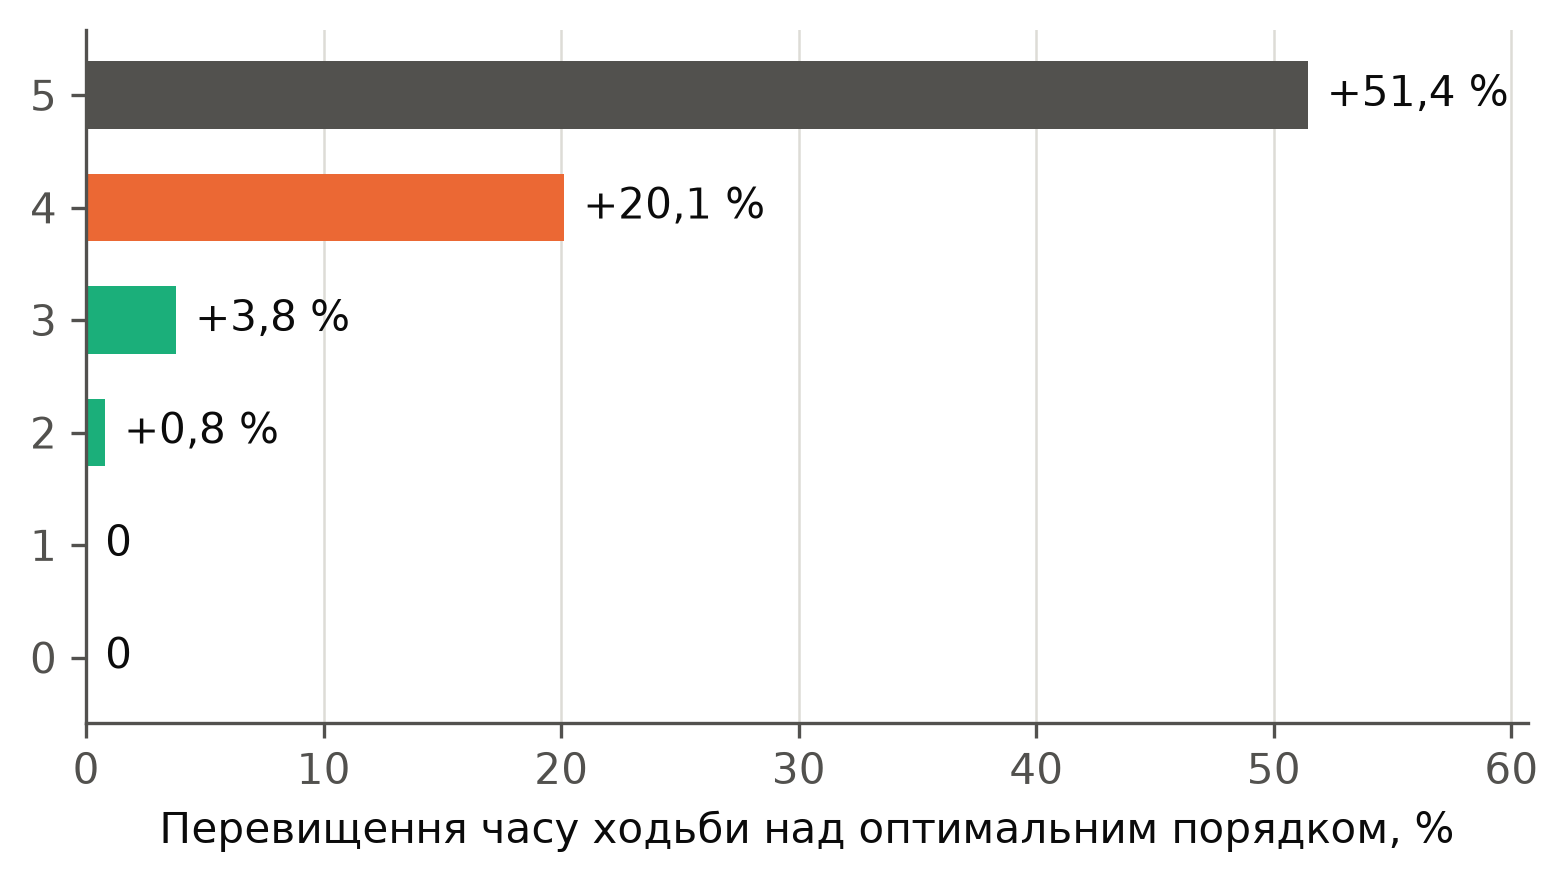 5 +51,4 %
4 +20,1 %
3 +3,8 %
2 +0,8 %
1 0
0 0
0 10 20 30 40 50 60
Перевищення часу ходьби над оптимальним порядком, %